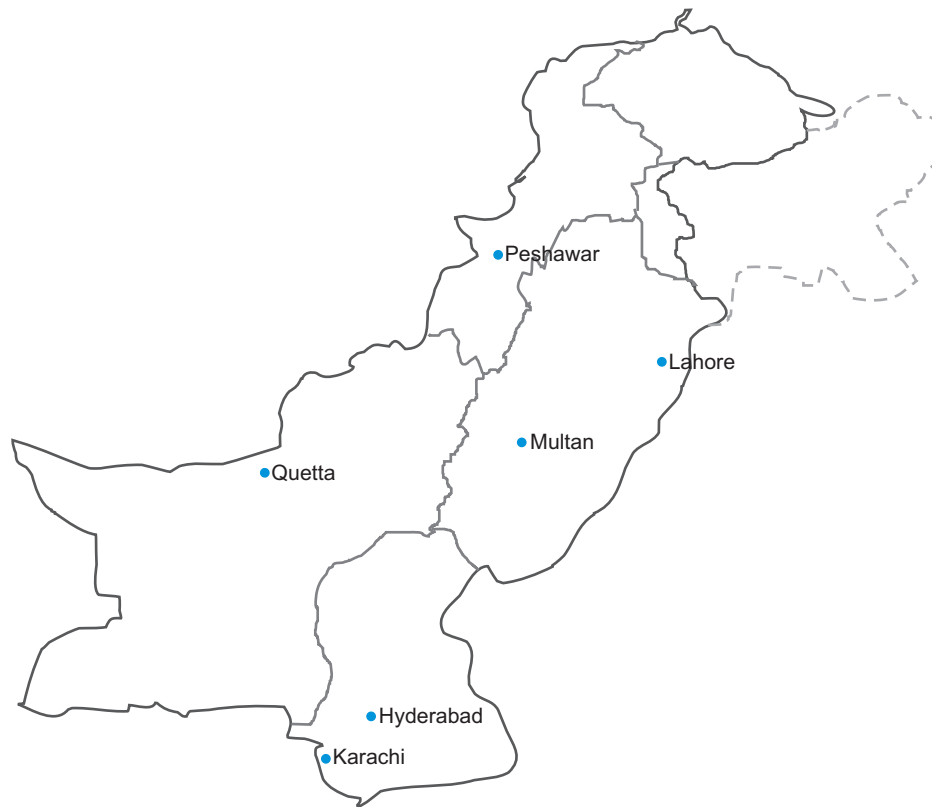 Peshawar
Lahore
Multan
Quetta
Hyderabad
Karachi